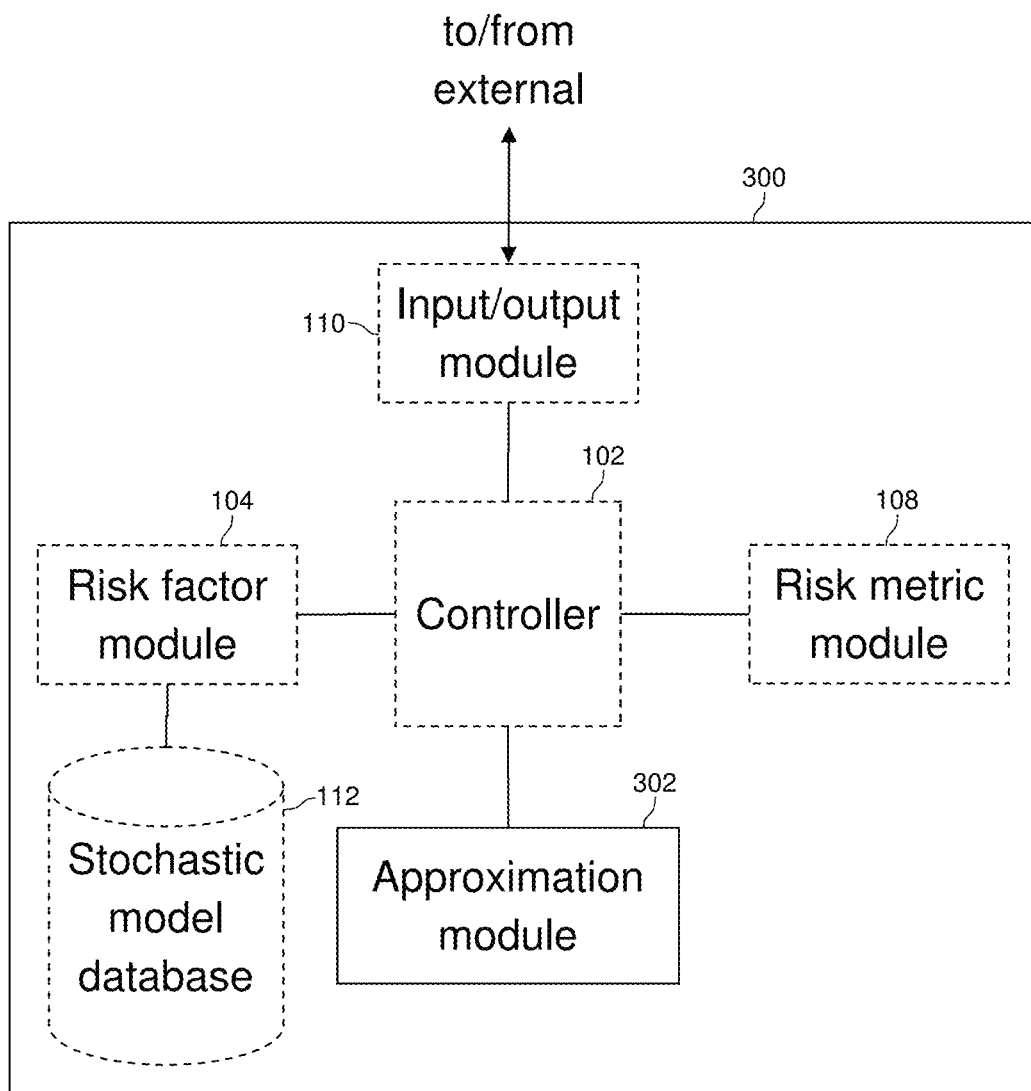 to/from
external
300
Input/output
module
110
102
Controller
104
Risk factor
module
108
Risk metric
module
112
Stochastic
model
database
302
Approximation
module